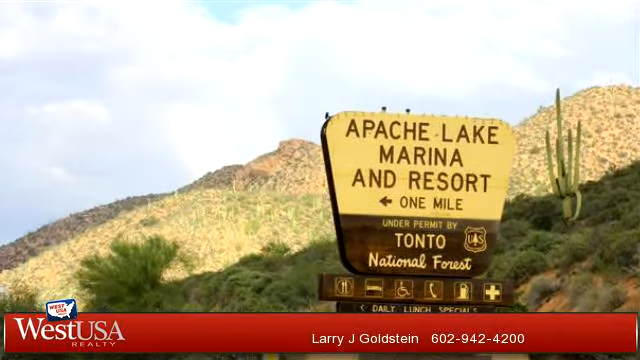 APACHE LAKE
MARINA
AND RESORT
← ONE MILE
UNDER PERMIT BY
TONTO
National Forest
U S
DAILY LUNCH SPECIALS
WEST
USA
WESTUSA
REALTY
Larry J Goldstein 602-942-4200